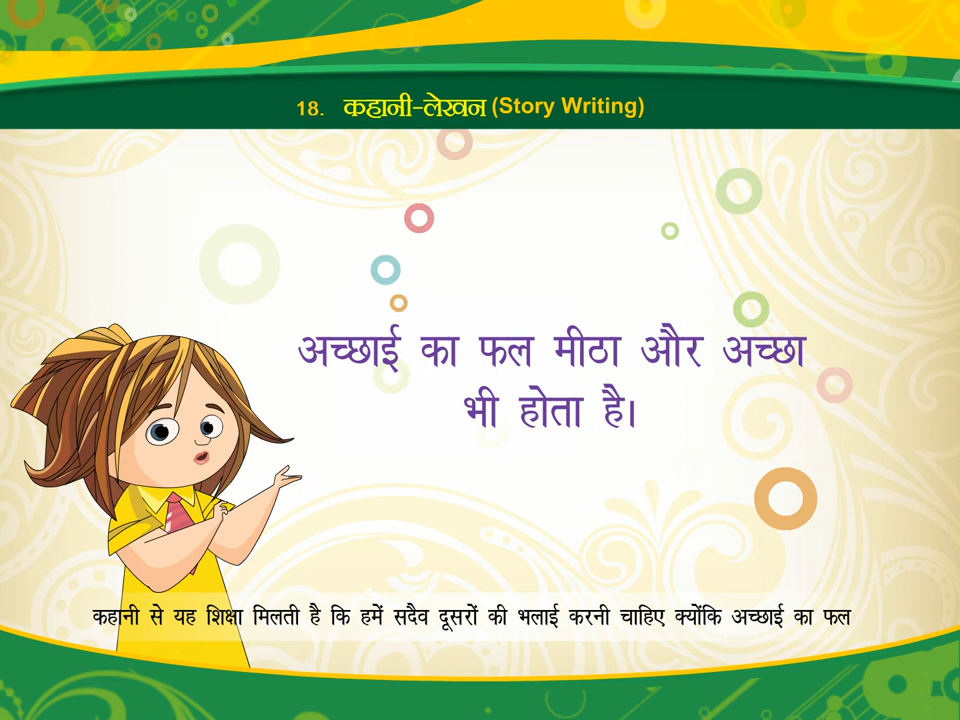 18. कहानी-लेखन (Story Writing)
अच्छाई का फल मीठा और अच्छा
भी होता है।
कहानी से यह शिक्षा मिलती है कि हमें सदैव दूसरों की भलाई करनी चाहिए क्योंकि अच्छाई का फल